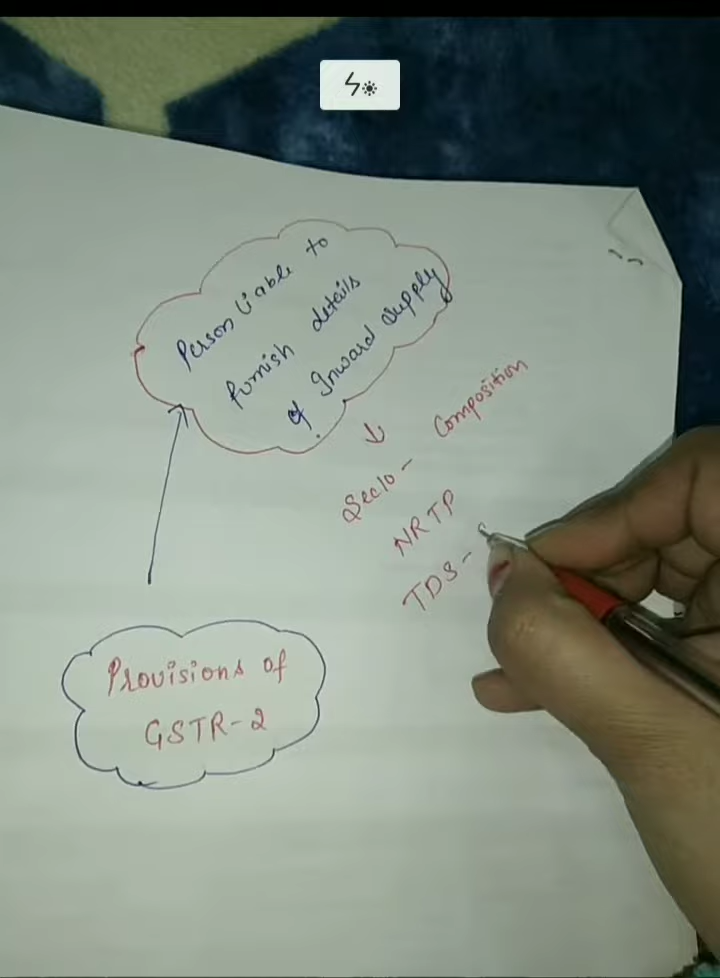 Person liable to
furnish details
of Inward Supply
Sec10 - Composition
NRTP
TDS - S
Provisions of
GSTR-2